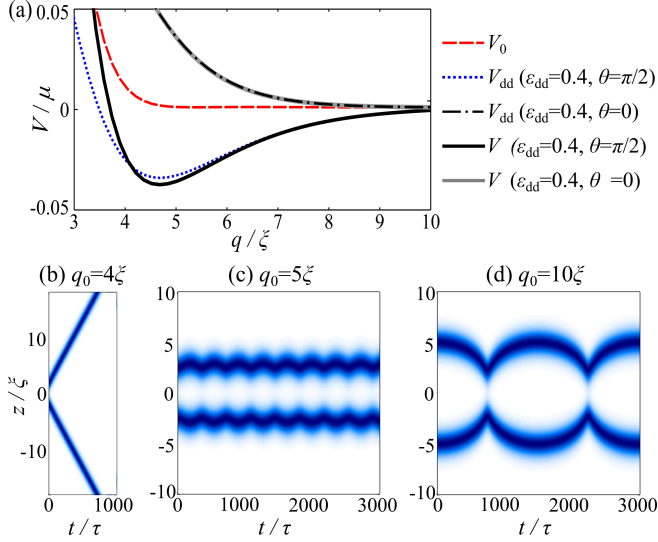 (a)
0.05
0
-0.05
V / μ
3 4 5 6 7 8 9 10
q / ξ
V0
Vdd (εdd=0.4, θ=π/2)
Vdd (εdd=0.4, θ=0)
V (εdd=0.4, θ=π/2)
V (εdd=0.4, θ =0)
(b) q0=4ξ
10
0
-10
z / ξ
0 1000
t / τ
(c) q0=5ξ
10
5
0
-5
-10
0 1000 2000 3000
t / τ
(d) q0=10ξ
10
5
0
-5
-10
0 1000 2000 3000
t / τ